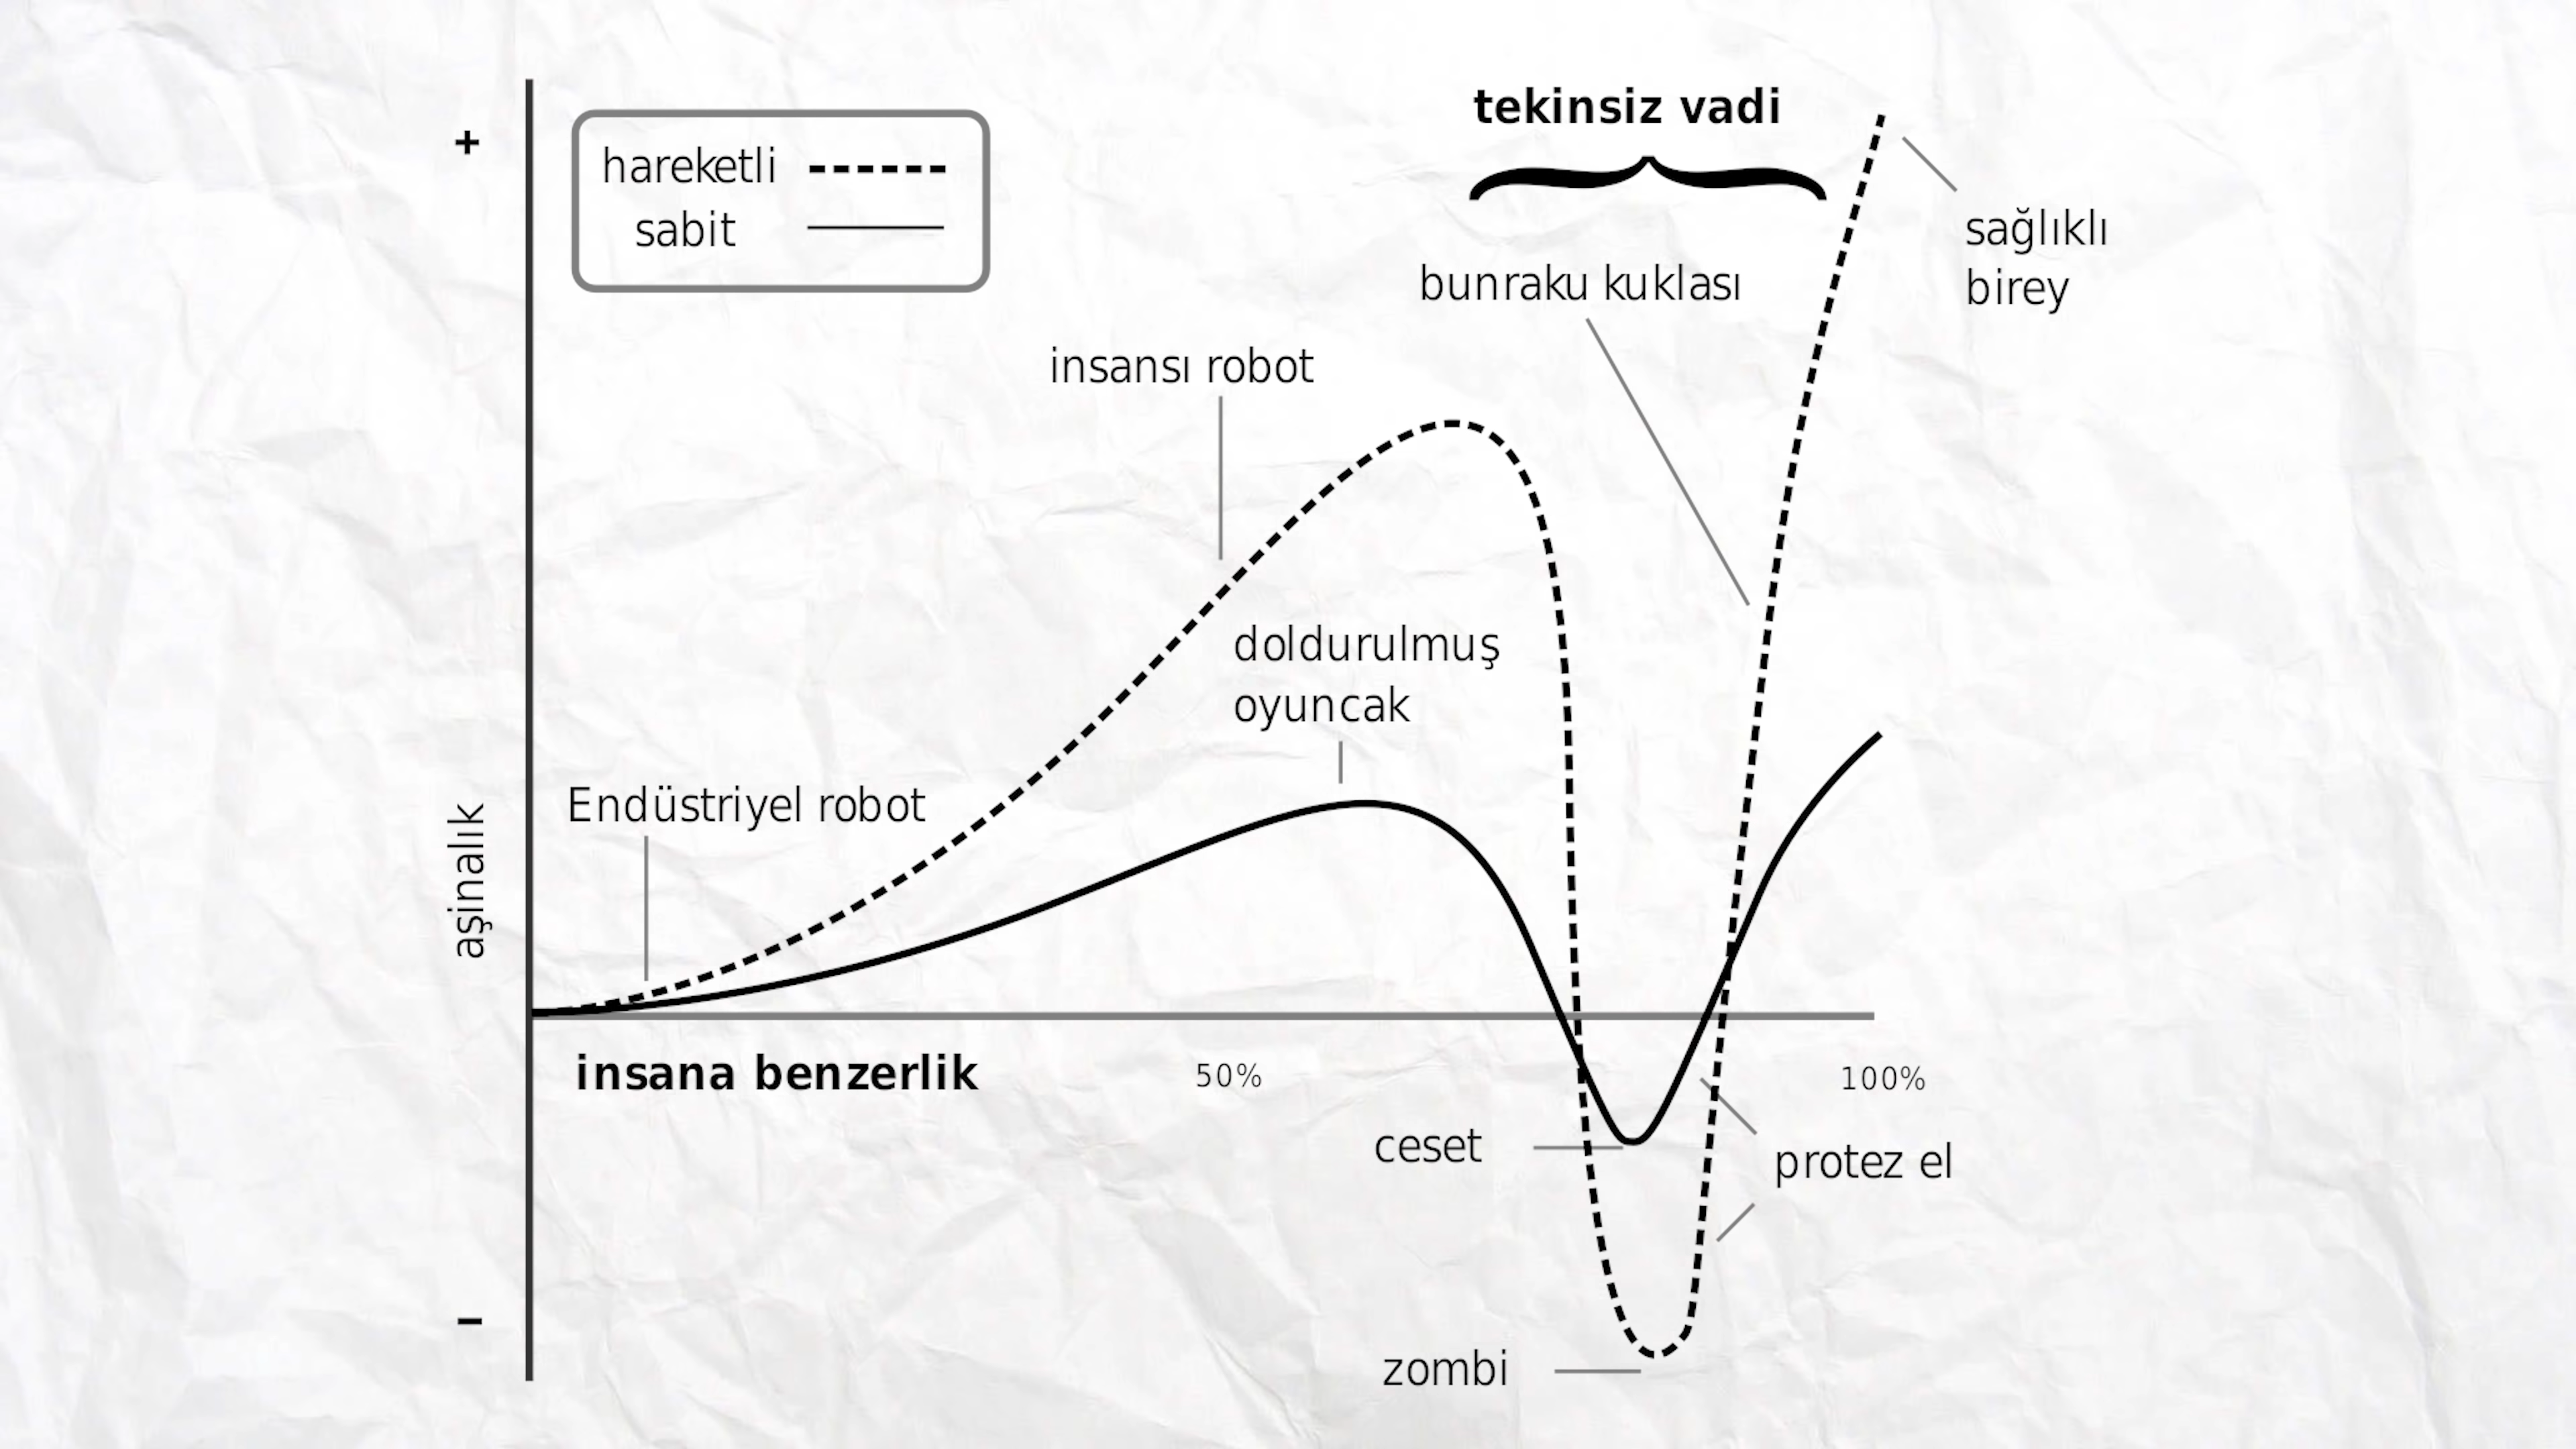 tekinsiz vadi
+
hareketli
sabit
sağlıklı
birey
bunraku kuklası
insansı robot
doldurulmuş
oyuncak
Endüstriyel robot
aşinalık
insana benzerlik
50%
100%
ceset
protez el
–
zombi